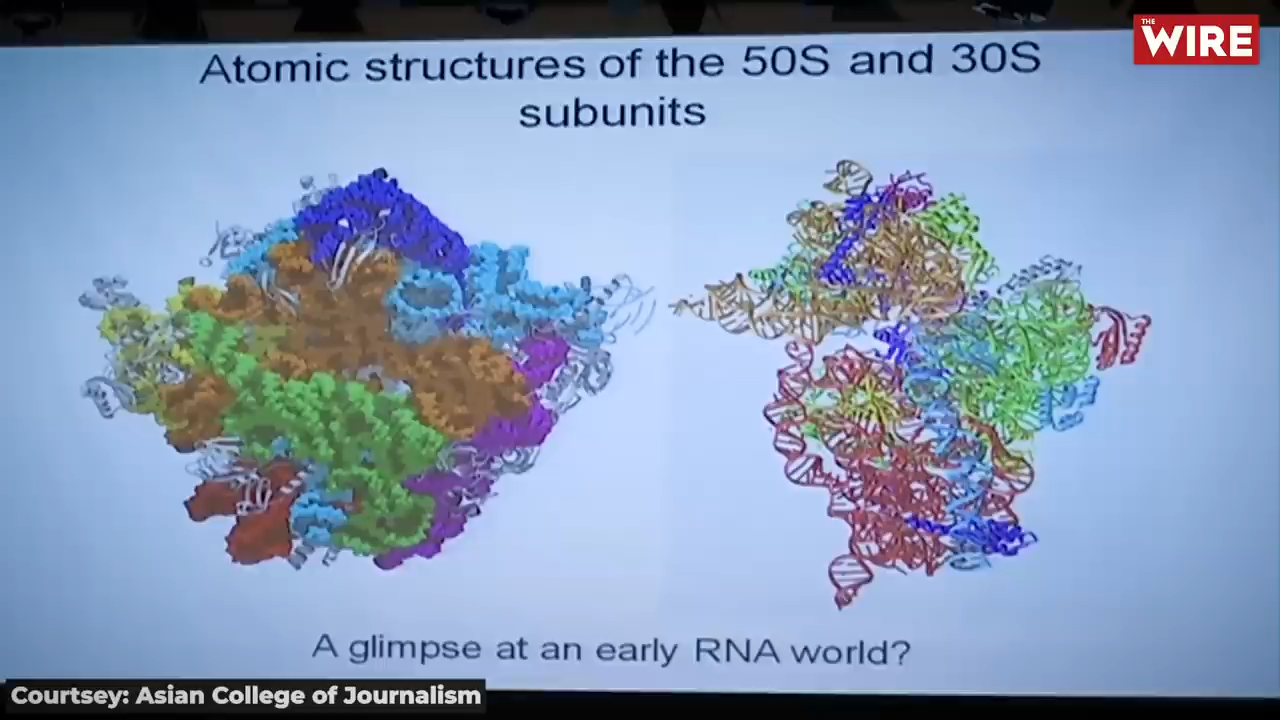 THE
WIRE
Atomic structures of the 50S and 30S
subunits
A glimpse at an early RNA world?
Courtsey: Asian College of Journalism